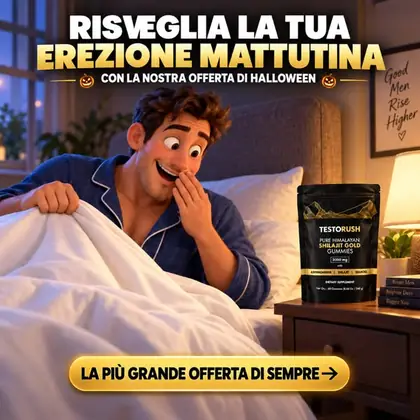 RISVEGLIA LA TUA
EREZIONE MATTUTINA
CON LA NOSTRA OFFERTA DI HALLOWEEN
Good
Men
Rise
Higher
TESTORUSH
PURE HIMALAYAN
SHILAJIT GOLD
GUMMIES
DIETARY SUPPLEMENT
LA PIÙ GRANDE OFFERTA DI SEMPRE →